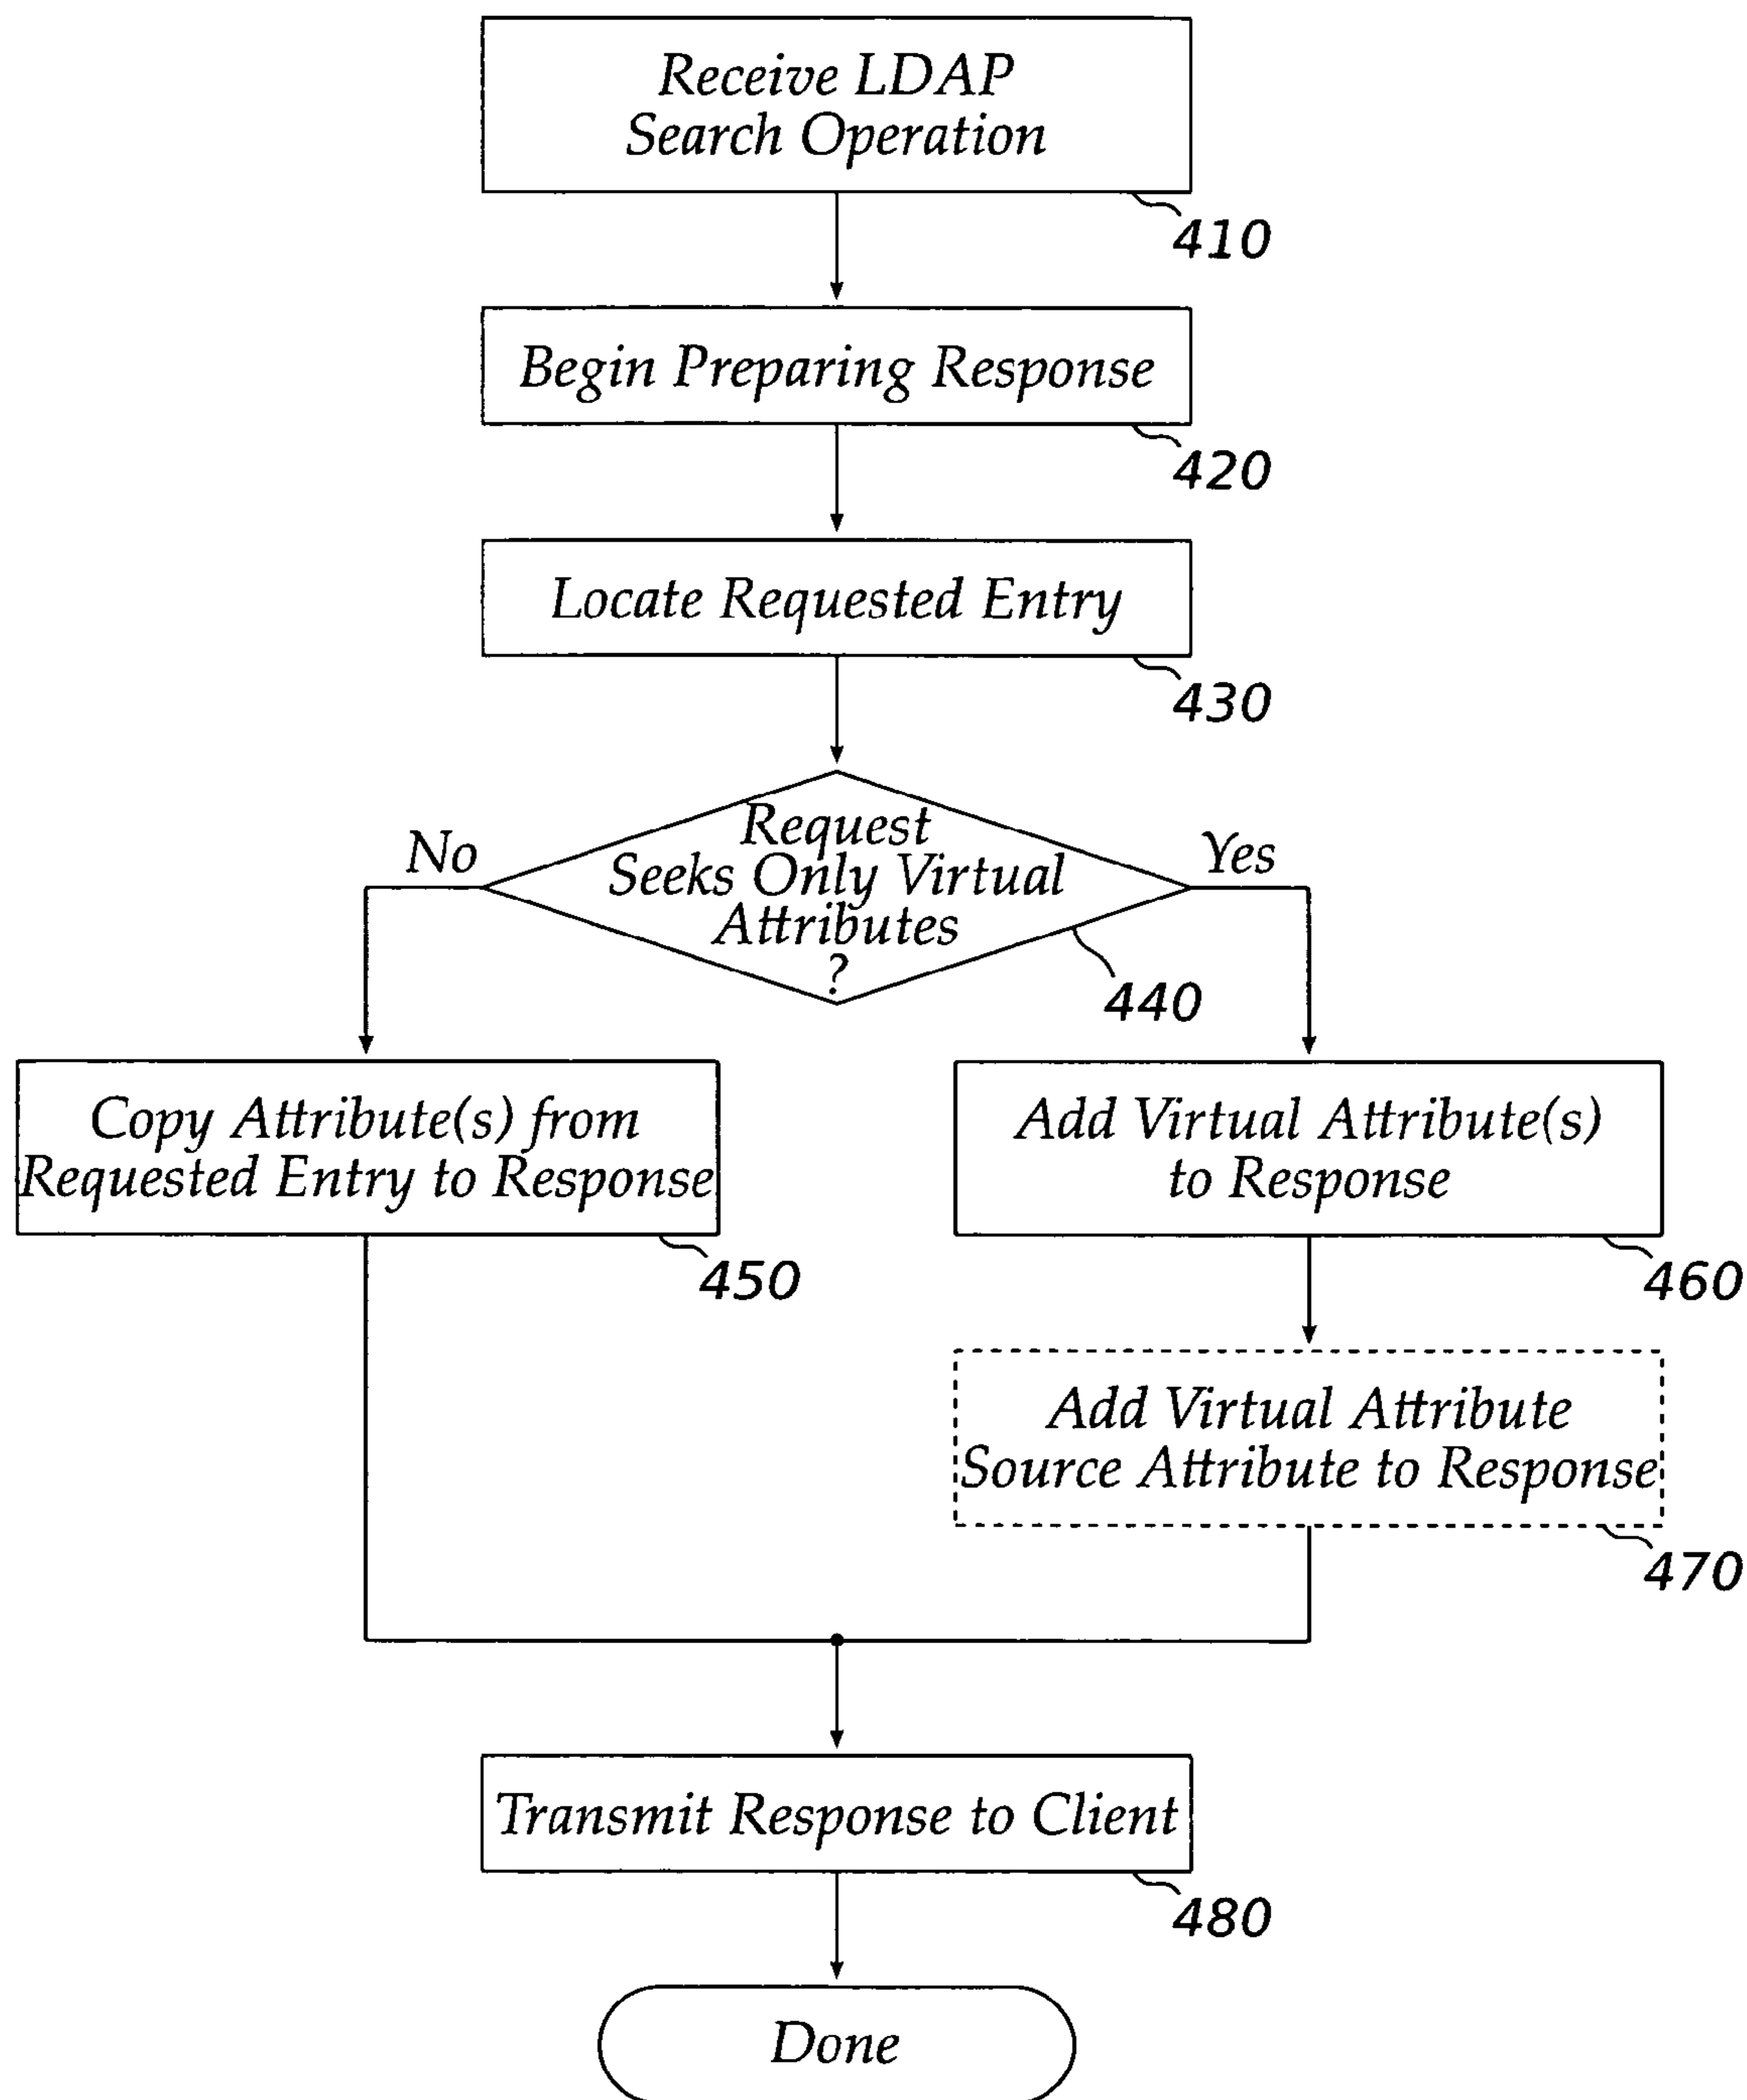 Receive LDAP
Search Operation
410
Begin Preparing Response
420
Locate Requested Entry
430
Request
Seeks Only Virtual
Attributes
?
No
Yes
440
Copy Attribute(s) from
Requested Entry to Response
450
Add Virtual Attribute(s)
to Response
460
Add Virtual Attribute
Source Attribute to Response
470
Transmit Response to Client
480
Done